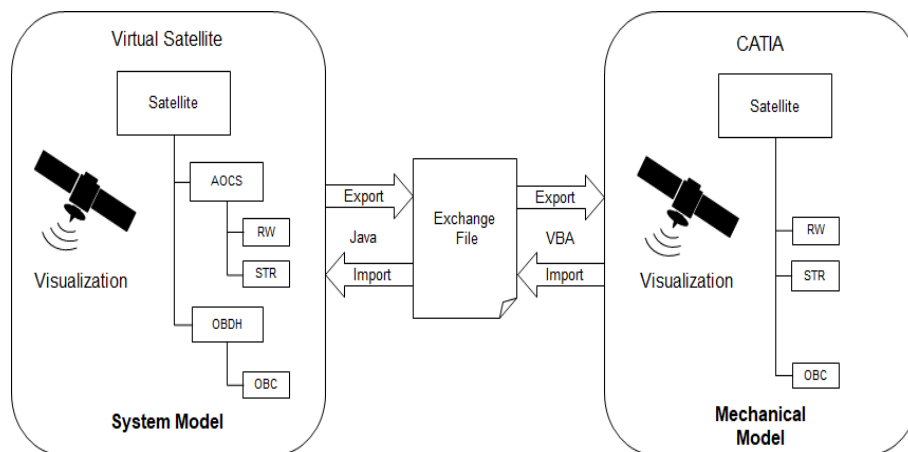 Virtual Satellite
Satellite
AOCS
RW
STR
Visualization
OBDH
OBC
System Model
Export
Java
Import
Exchange
File
Export
VBA
Import
CATIA
Satellite
RW
STR
Visualization
OBC
Mechanical
Model